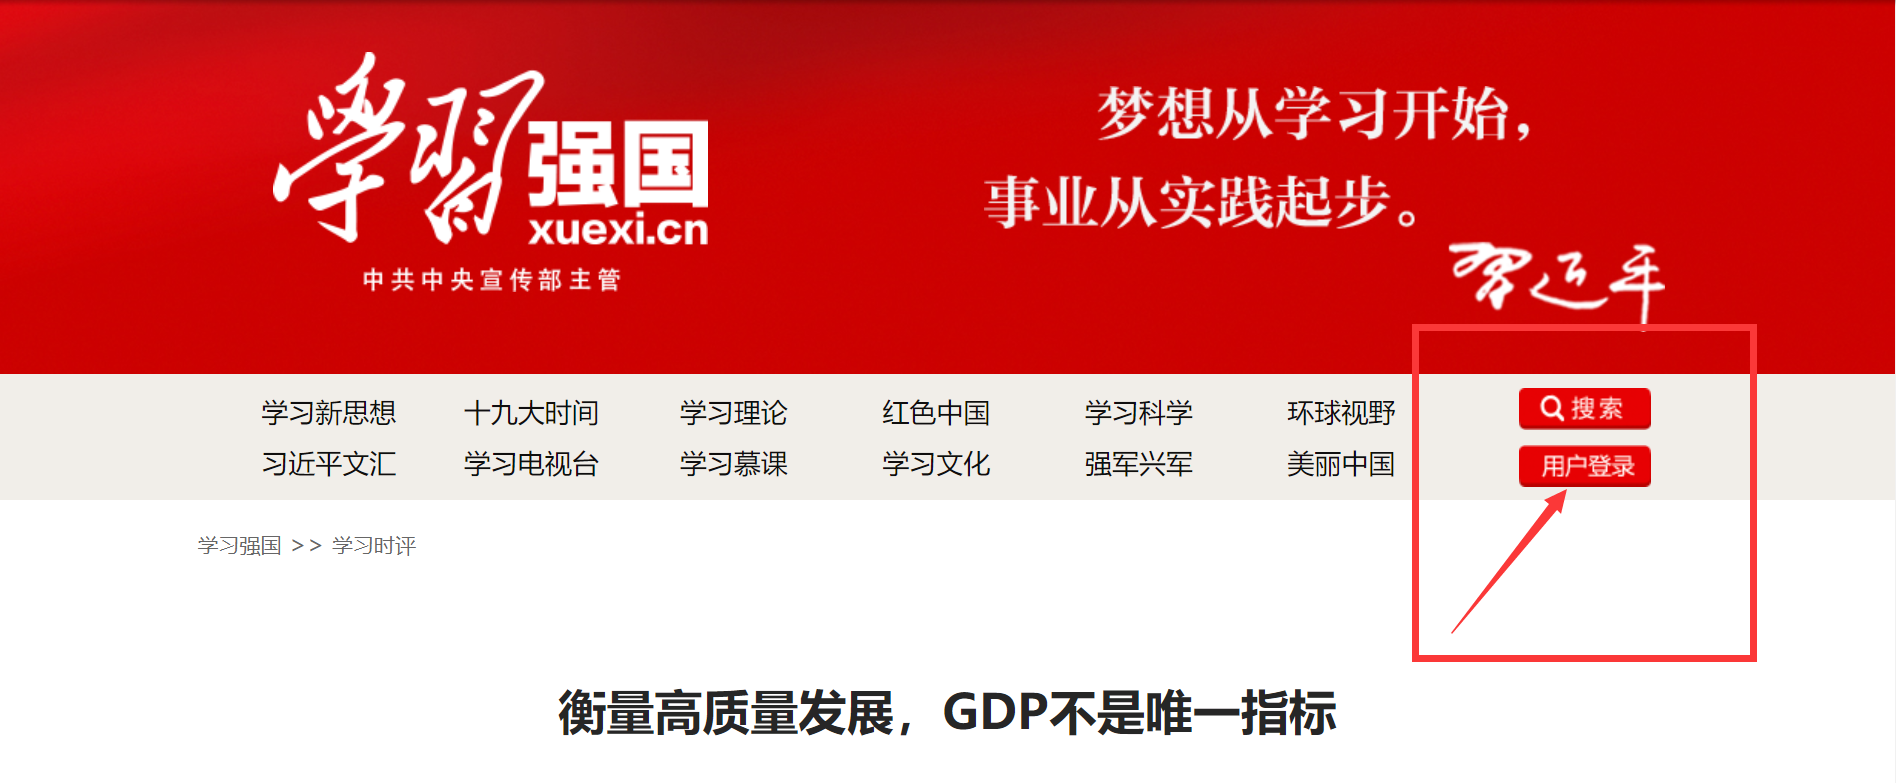 學習强国
xuexi.cn
中共中央宣传部主管
梦想从学习开始，
事业从实践起步。
习近平
学习新思想 十九大时间 学习理论 红色中国 学习科学 环球视野 搜索
习近平文汇 学习电视台 学习慕课 学习文化 强军兴军 美丽中国 用户登录
学习强国 >> 学习时评
衡量高质量发展，GDP不是唯一指标